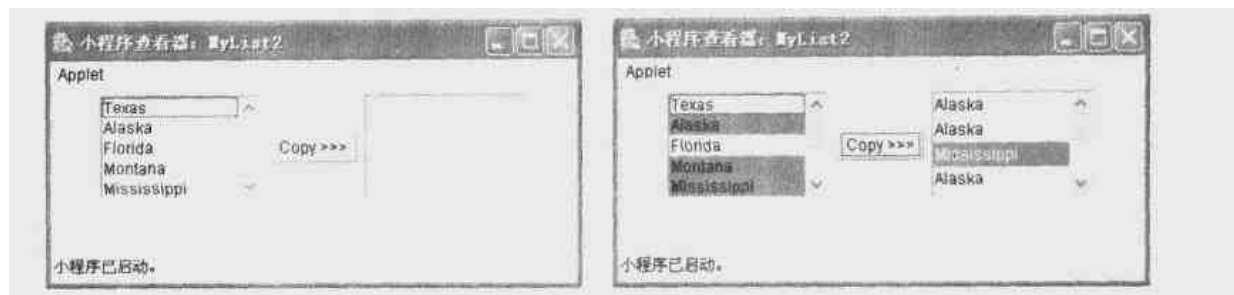 小程序查看器: MyList2
Applet
Texas
Alaska
Florida
Montana
Mississippi
Copy >>>
小程序已启动。
小程序查看器: MyList2
Applet
Texas
Alaska
Florida
Montana
Mississippi
Copy >>>
Alaska
Alaska
Mississippi
Alaska
小程序已启动。